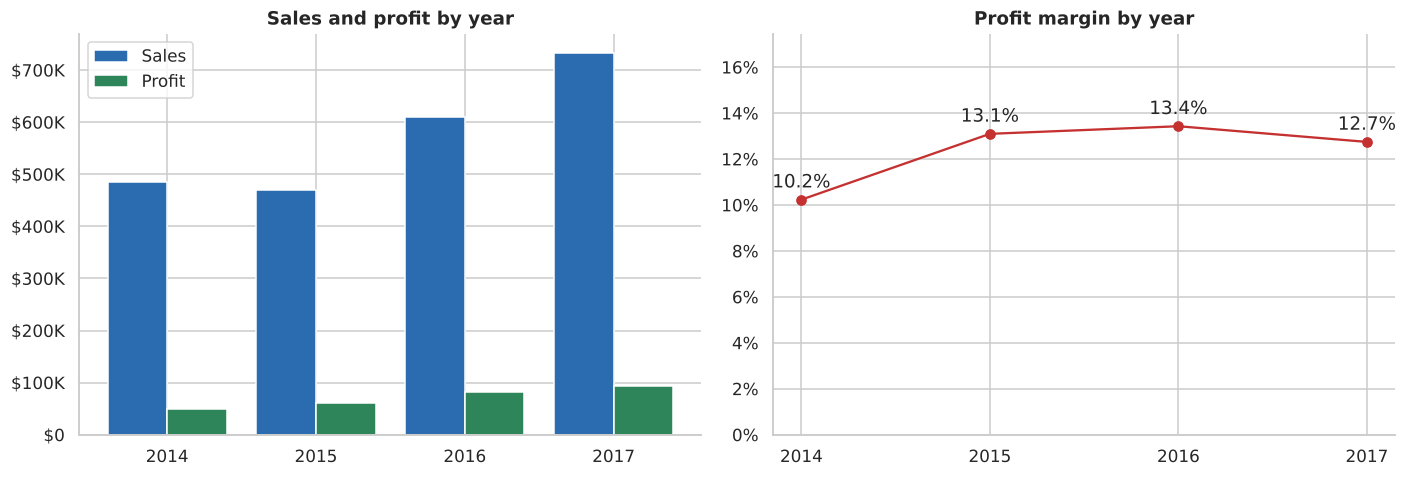 Sales and profit by year
Sales
Profit
$700K
$600K
$500K
$400K
$300K
$200K
$100K
$0
2014
2015
2016
2017
Profit margin by year
16%
14%
12%
10%
8%
6%
4%
2%
0%
10.2%
13.1%
13.4%
12.7%
2014
2015
2016
2017